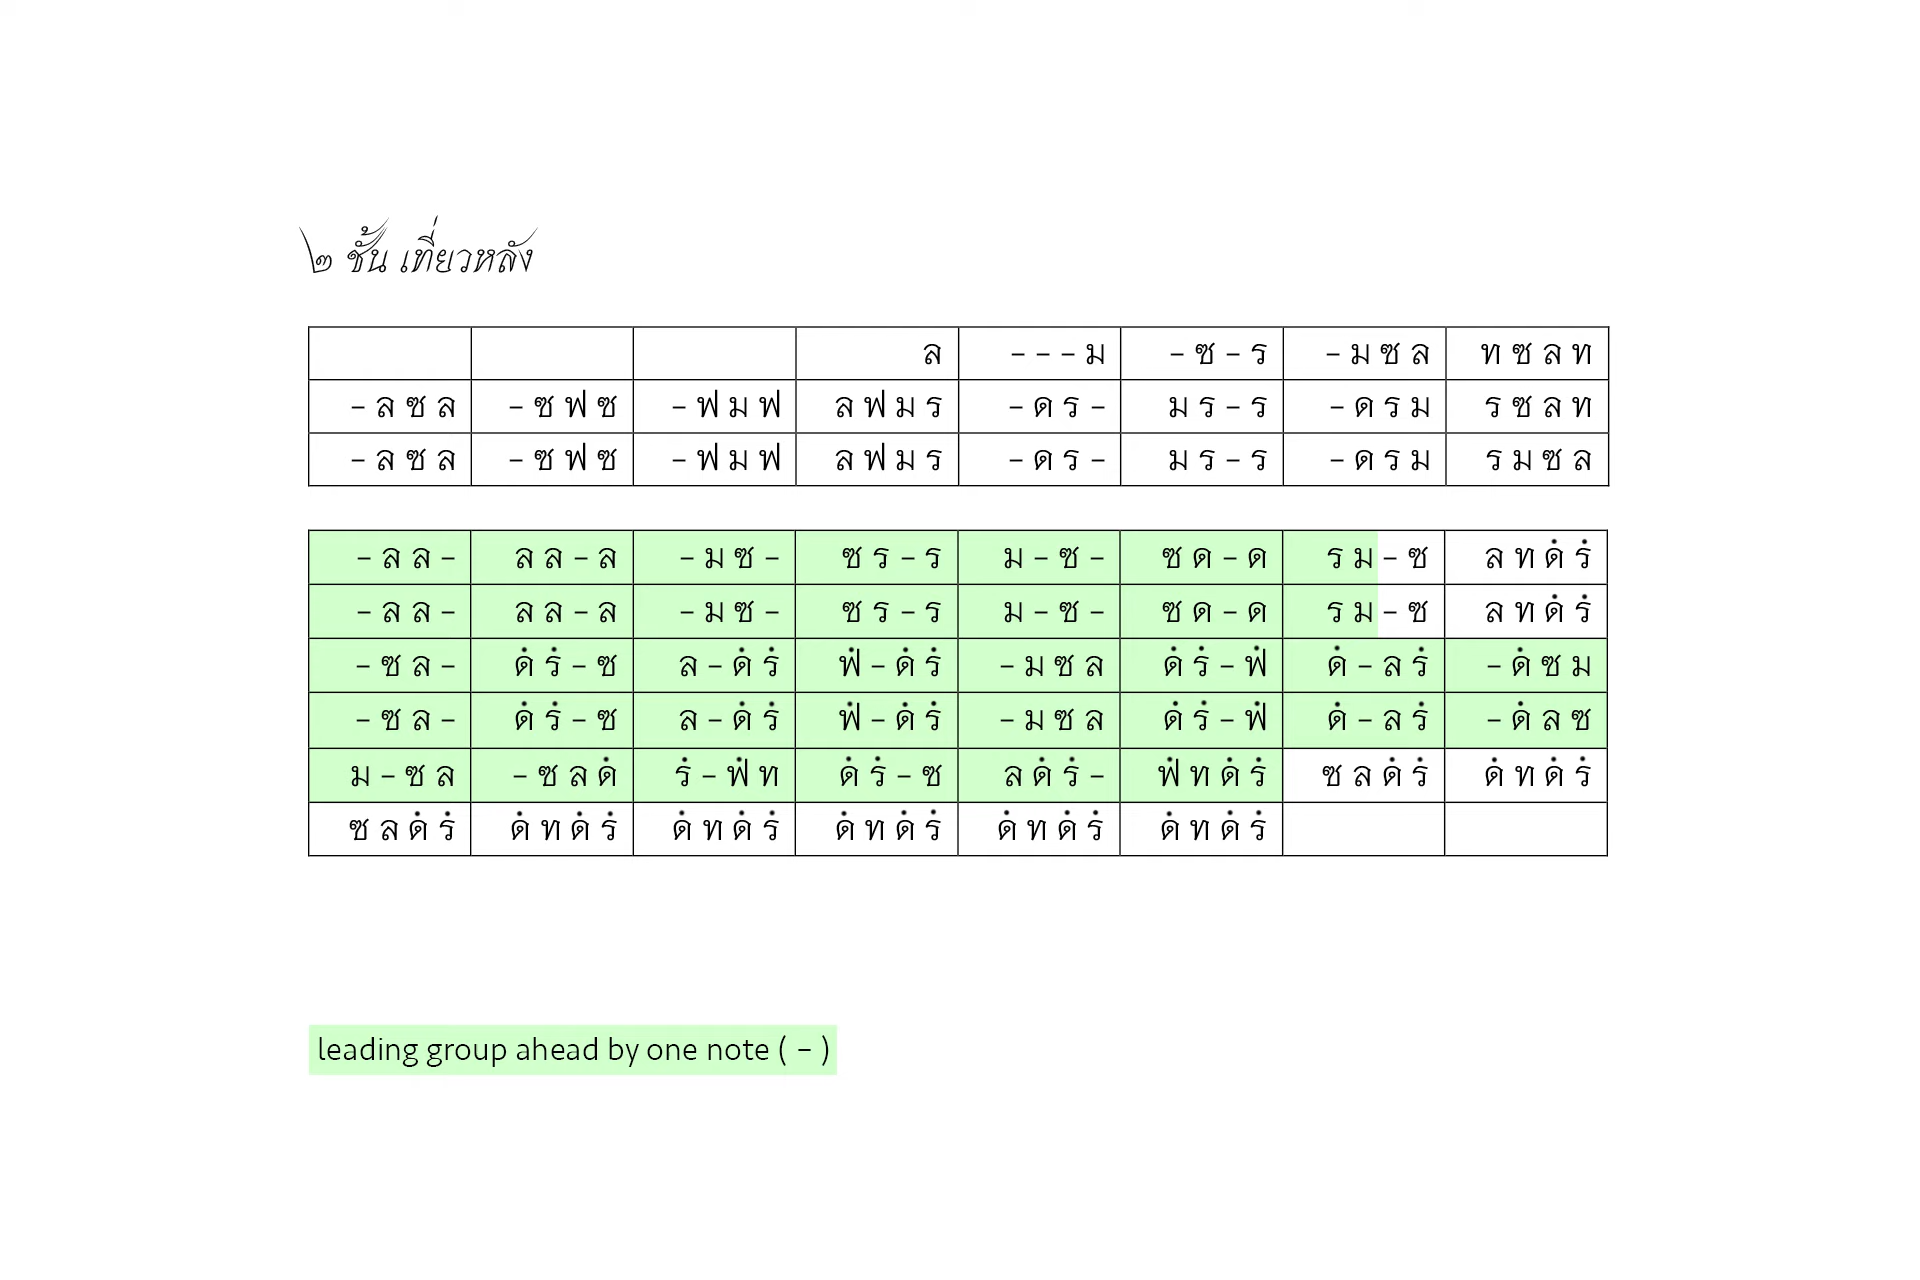 ๒ ชั้น เที่ยวหลัง
ล - - - ม - ซ - ร - ม ซ ล ท ซ ล ท
- ล ซ ล - ซ ฟ ซ - ฟ ม ฟ ล ฟ ม ร - ด ร - ม ร - ร - ด ร ม ร ซ ล ท
- ล ซ ล - ซ ฟ ซ - ฟ ม ฟ ล ฟ ม ร - ด ร - ม ร - ร - ด ร ม ร ม ซ ล
- ล ล - ล ล - ล - ม ซ - ซ ร - ร ม - ซ - ซ ด - ด ร ม - ซ ล ท ดํ รํ
- ล ล - ล ล - ล - ม ซ - ซ ร - ร ม - ซ - ซ ด - ด ร ม - ซ ล ท ดํ รํ
- ซ ล - ดํ รํ - ซ ล - ดํ รํ ฟํ - ดํ รํ - ม ซ ล ดํ รํ - ฟํ ดํ - ล รํ - ดํ ซ ม
- ซ ล - ดํ รํ - ซ ล - ดํ รํ ฟํ - ดํ รํ - ม ซ ล ดํ รํ - ฟํ ดํ - ล รํ - ดํ ล ซ
ม - ซ ล - ซ ล ดํ รํ - ฟํ ท ดํ รํ - ซ ล ดํ รํ - ฟํ ท ดํ รํ ซ ล ดํ รํ ดํ ท ดํ รํ
ซ ล ดํ รํ ดํ ท ดํ รํ ดํ ท ดํ รํ ดํ ท ดํ รํ ดํ ท ดํ รํ ดํ ท ดํ รํ
leading group ahead by one note ( - )